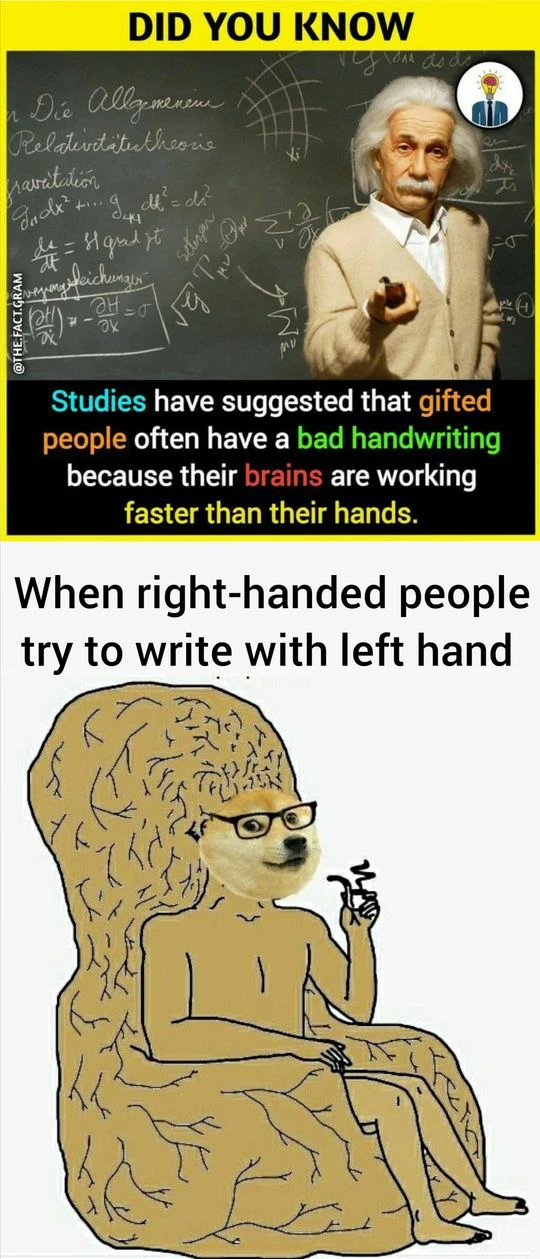 DID YOU KNOW
Die Allgemeine
Relativitätstheorie
Xi
@THE.FACT.GRAM
Studies have suggested that gifted
people often have a bad handwriting
because their brains are working
faster than their hands.
When right-handed people
try to write with left hand